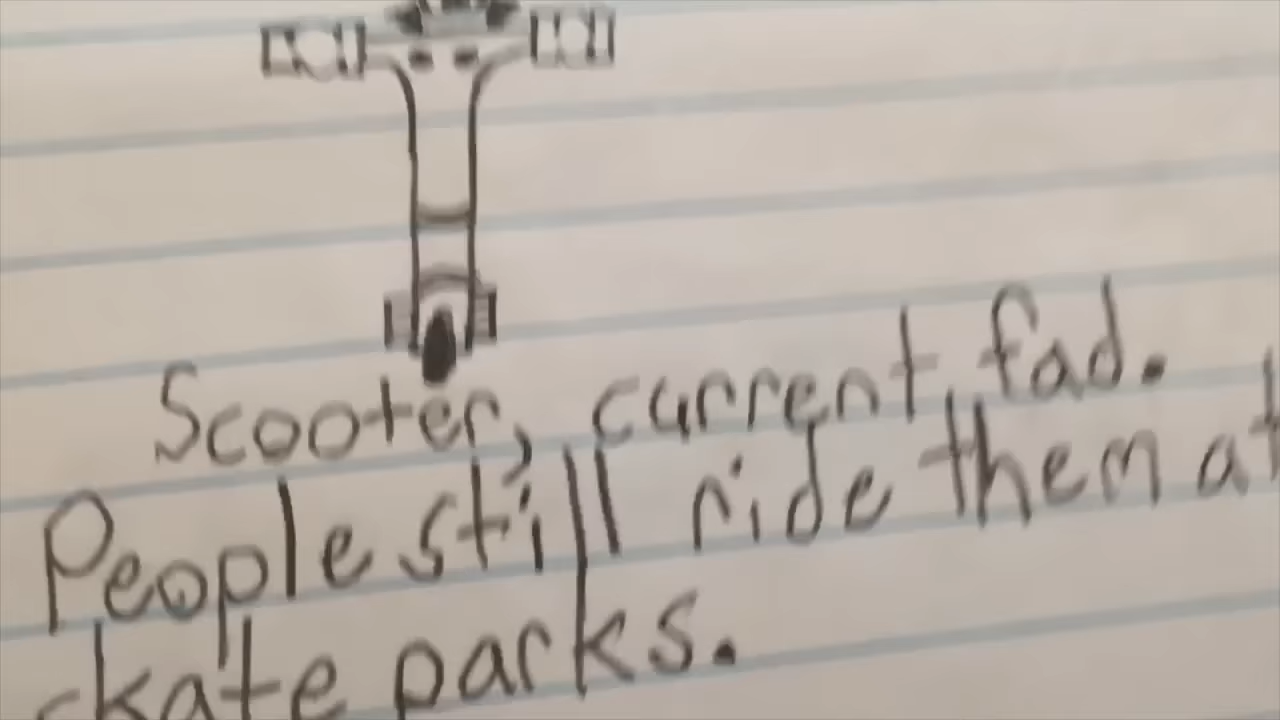 Scooter, current fad.
People still ride them at
skate parks.